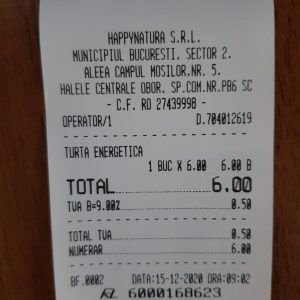 HAPPYNATURA S.R.L.
MUNICIPIUL BUCURESTI, SECTOR 2,
ALEEA CAMPUL MOSILOR,NR. 5,
HALELE CENTRALE OBOR. SP.COM.NR.PB6 SC
- C.F. RO 27439998 -
OPERATOR/1 D.704012619
TURTA ENERGETICA
1 BUC X 6.00 6.00 B
TOTAL 6.00
TVA B=9.00% 0.50
TOTAL TVA 0.50
NUMERAR 6.00
BF.0002 DATA:15-12-2020 ORA:09:02
6000168623